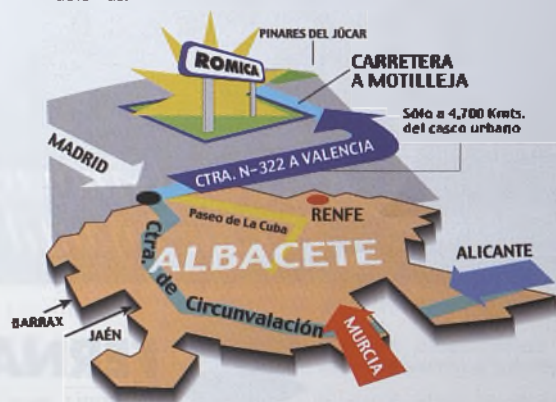 PINARES DEL JÚCAR
ROMICA
CARRETERA
A MOTILLEJA
Sólo a 4,700 Kmts.
del casco urbano
MADRID
CTRA. N-322 A VALENCIA
Paseo de La Cuba
RENFE
ALBACETE
ALICANTE
Ctra. de Circunvalación
BARRAX
JAÉN
MURCIA